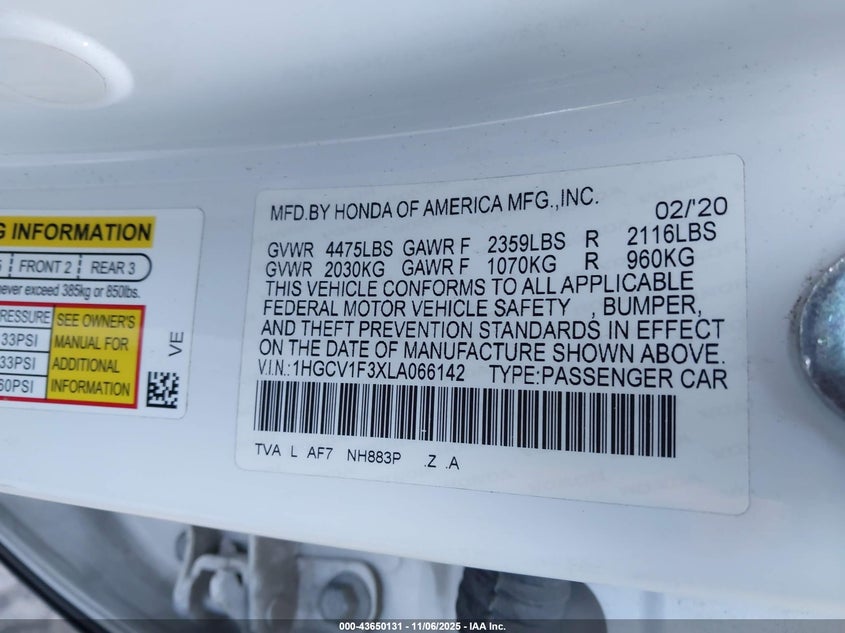 G INFORMATION
FRONT 2 REAR 3
never exceed 385kg or 850lbs.
PRESSURE
33PSI
33PSI
60PSI
SEE OWNER'S
MANUAL FOR
ADDITIONAL
INFORMATION
VE
MFD.BY HONDA OF AMERICA MFG.,INC. 02/'20
GVWR 4475LBS GAWR F 2359LBS R 2116LBS
GVWR 2030KG GAWR F 1070KG R 960KG
THIS VEHICLE CONFORMS TO ALL APPLICABLE
FEDERAL MOTOR VEHICLE SAFETY , BUMPER,
AND THEFT PREVENTION STANDARDS IN EFFECT
ON THE DATE OF MANUFACTURE SHOWN ABOVE.
V.I.N.:1HGCV1F3XLA066142 TYPE:PASSENGER CAR
TVA L AF7 NH883P .Z .A
000-43650131 - 11/06/2025 - IAA Inc.